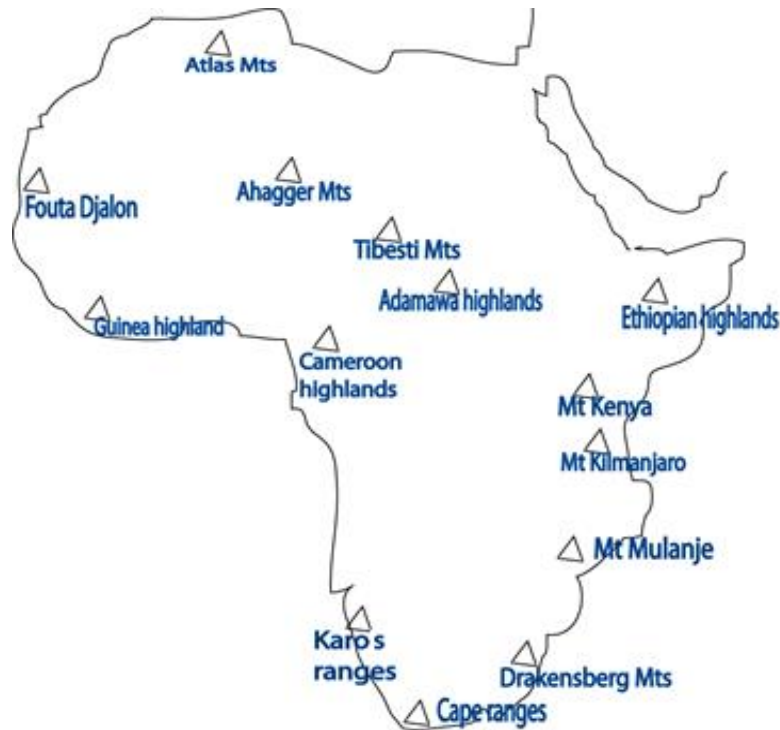 Atlas Mts
Ahagger Mts
Fouta Djalon
Tibesti Mts
Adamawa highlands
Ethiopian highlands
Guinea highland
Cameroon
highlands
Mt Kenya
Mt Kilmanjaro
Mt Mulanje
Karo s
ranges
Drakensberg Mts
Cape ranges